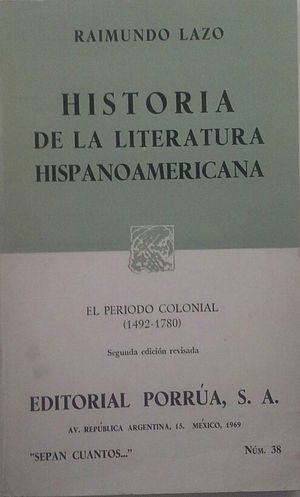 RAIMUNDO LAZO
HISTORIA
DE LA LITERATURA
HISPANOAMERICANA
EL PERIODO COLONIAL
(1492-1780)
Segunda edición revisada
EDITORIAL PORRÚA, S. A.
AV. REPÚBLICA ARGENTINA, 15. MÉXICO, 1969
"SEPAN CUANTOS..."
NÚM. 38